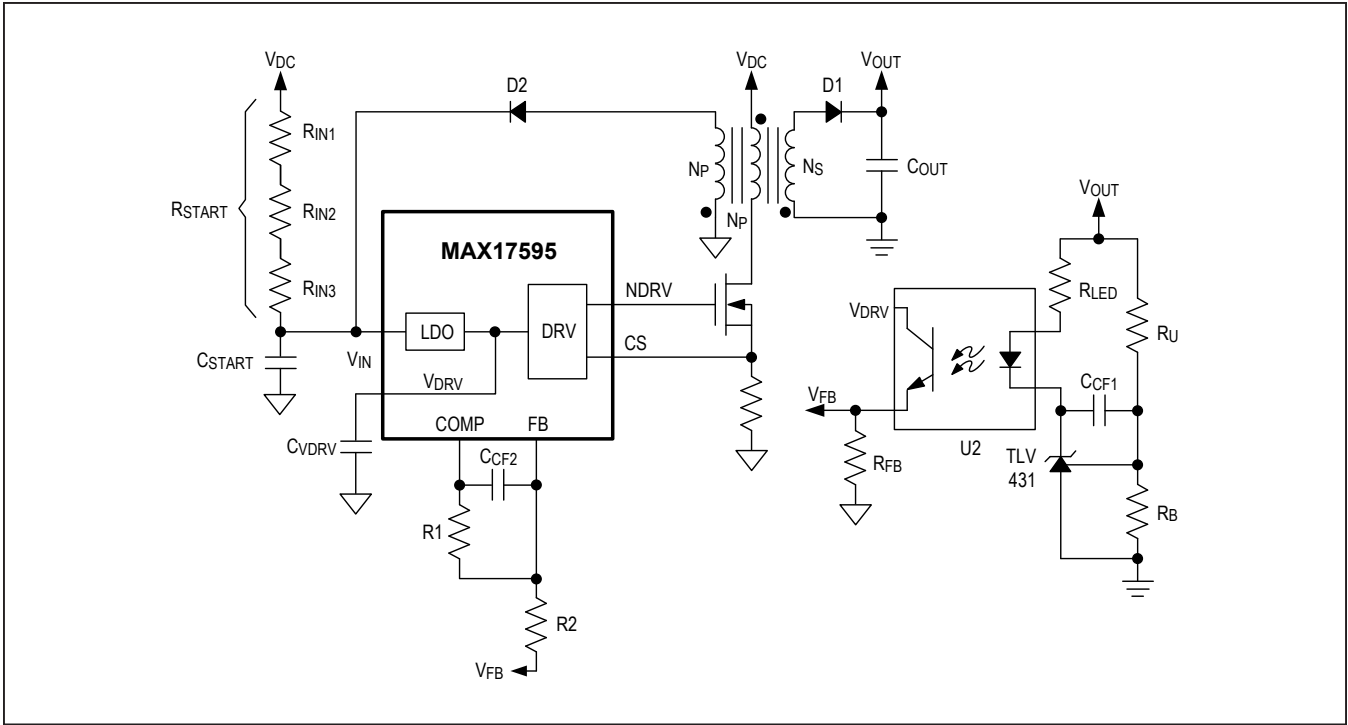 VDC
RIN1
RSTART
RIN2
RIN3
CSTART
VIN
D2
MAX17595
LDO
DRV
NDRV
CS
VDRV
CVDRV
COMP
FB
CCF2
R1
R2
VFB
VDC
NP
NP
NS
D1
VOUT
COUT
VDRV
VFB
RFB
U2
VOUT
RLED
RU
CCF1
TLV
431
RB